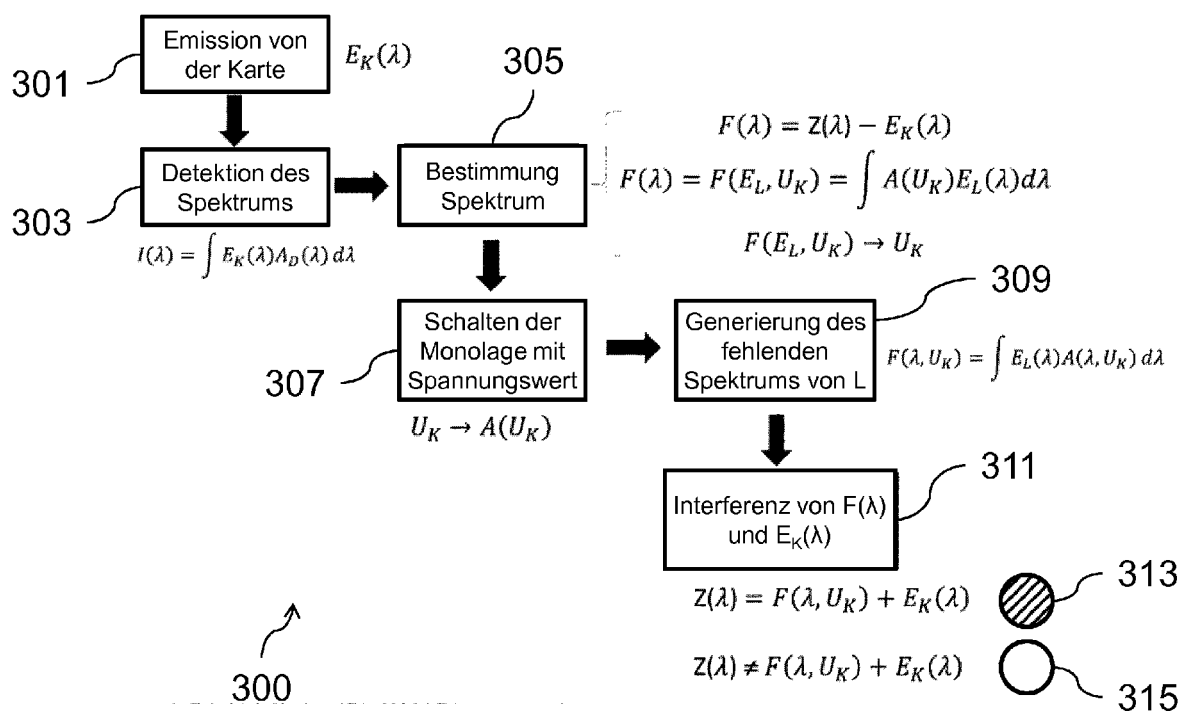 Emission von
der Karte
E_K(λ)
301
305
Detektion des
Spektrums
303
I(λ) = ∫ E_K(λ)A_D(λ) dλ
Bestimmung
Spektrum
F(λ) = Z(λ) − E_K(λ)
F(λ) = F(E_L, U_K) = ∫ A(U_K)E_L(λ)dλ
F(E_L, U_K) → U_K
309
Schalten der
Monolage mit
Spannungswert
307
U_K → A(U_K)
Generierung des
fehlenden
Spektrums von L
F(λ, U_K) = ∫ E_L(λ)A(λ, U_K) dλ
311
Interferenz von F(λ)
und E_K(λ)
Z(λ) = F(λ, U_K) + E_K(λ)
313
Z(λ) ≠ F(λ, U_K) + E_K(λ)
315
300